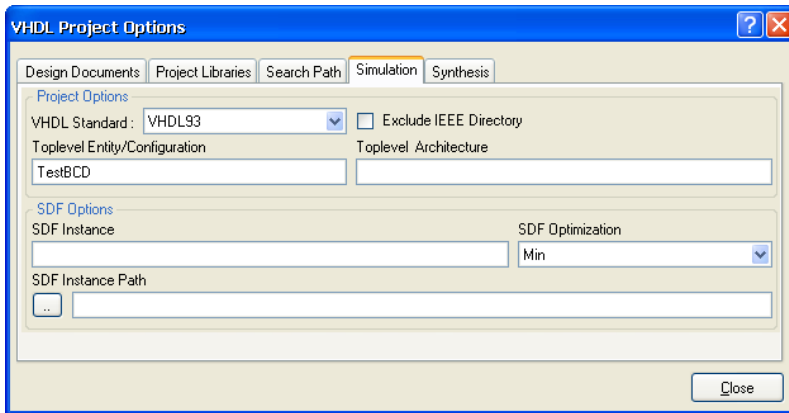 VHDL Project Options
Design Documents Project Libraries Search Path Simulation Synthesis
Project Options
VHDL Standard : VHDL93 Exclude IEEE Directory
Toplevel Entity/Configuration Toplevel Architecture
TestBCD
SDF Options
SDF Instance SDF Optimization
Min
SDF Instance Path
..
Close